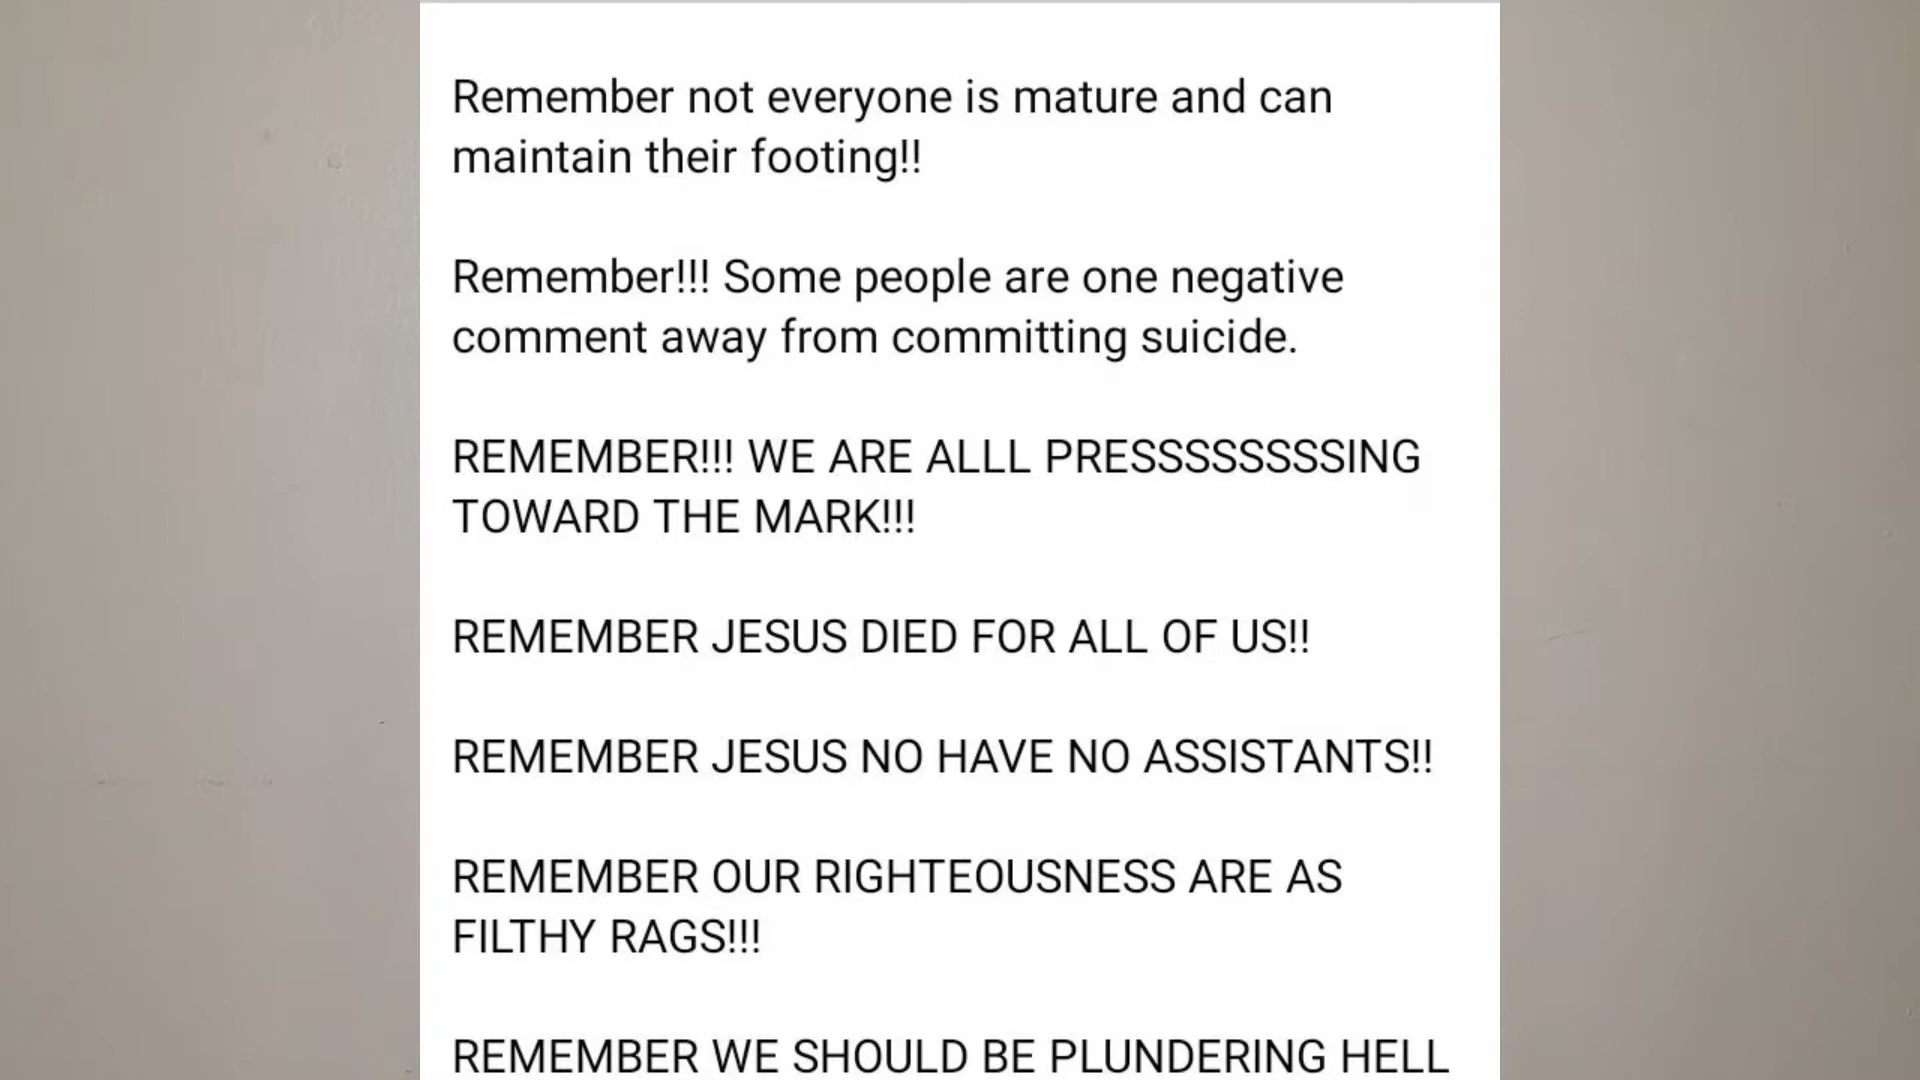 Remember not everyone is mature and can
maintain their footing!!
Remember!!! Some people are one negative
comment away from committing suicide.
REMEMBER!!! WE ARE ALLL PRESSSSSSSSSING
TOWARD THE MARK!!!
REMEMBER JESUS DIED FOR ALL OF US!!
REMEMBER JESUS NO HAVE NO ASSISTANTS!!
REMEMBER OUR RIGHTEOUSNESS ARE AS
FILTHY RAGS!!!
REMEMBER WE SHOULD BE PLUNDERING HELL